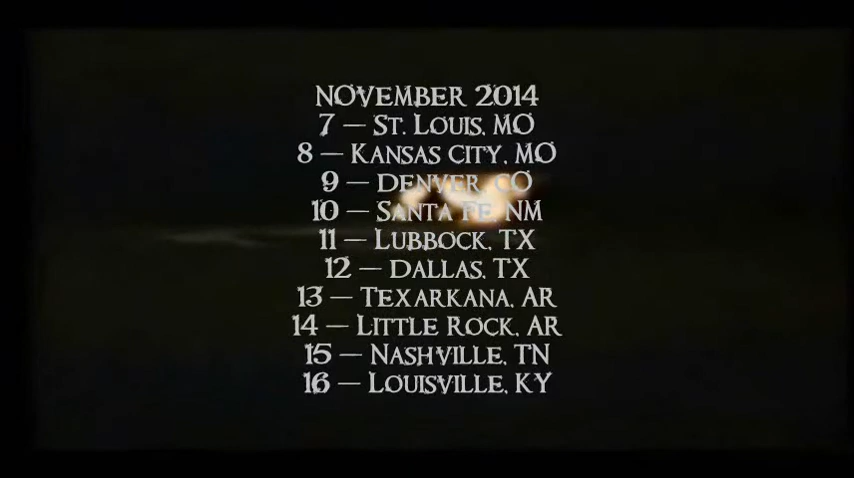 NOVEMBER 2014
7 – ST. LOUIS, MO
8 – KANSAS CITY, MO
9 – DENVER, CO
10 – SANTA FE, NM
11 – LUBBOCK, TX
12 – DALLAS, TX
13 – TEXARKANA, AR
14 – LITTLE ROCK, AR
15 – NASHVILLE, TN
16 – LOUISVILLE, KY